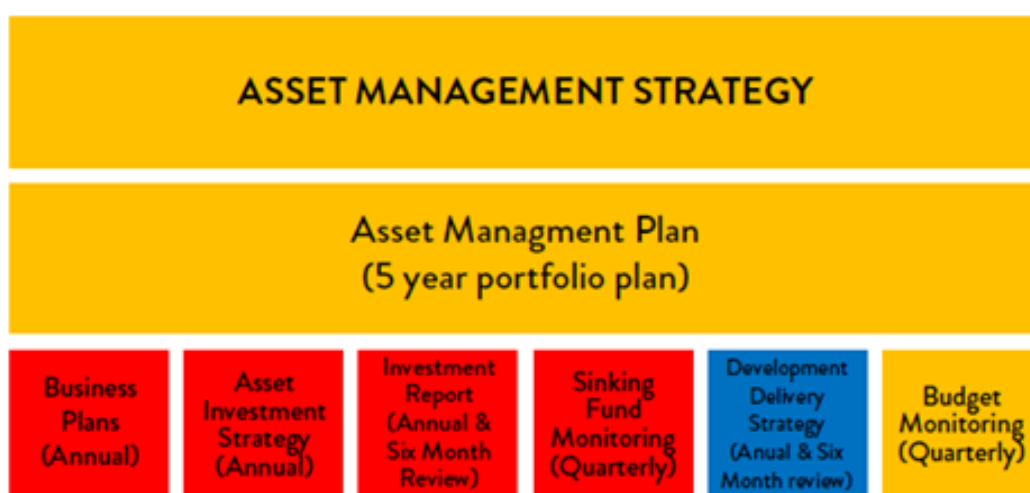 ASSET MANAGEMENT STRATEGY
Asset Managment Plan
(5 year portfolio plan)
Business
Plans
(Annual)
Asset
Investment
Strategy
(Annual)
Investment
Report
(Annual &
Six Month
Review)
Sinking
Fund
Monitoring
(Quarterly)
Development
Delivery
Strategy
(Anual & Six
Month review)
Budget
Monitoring
(Quarterly)